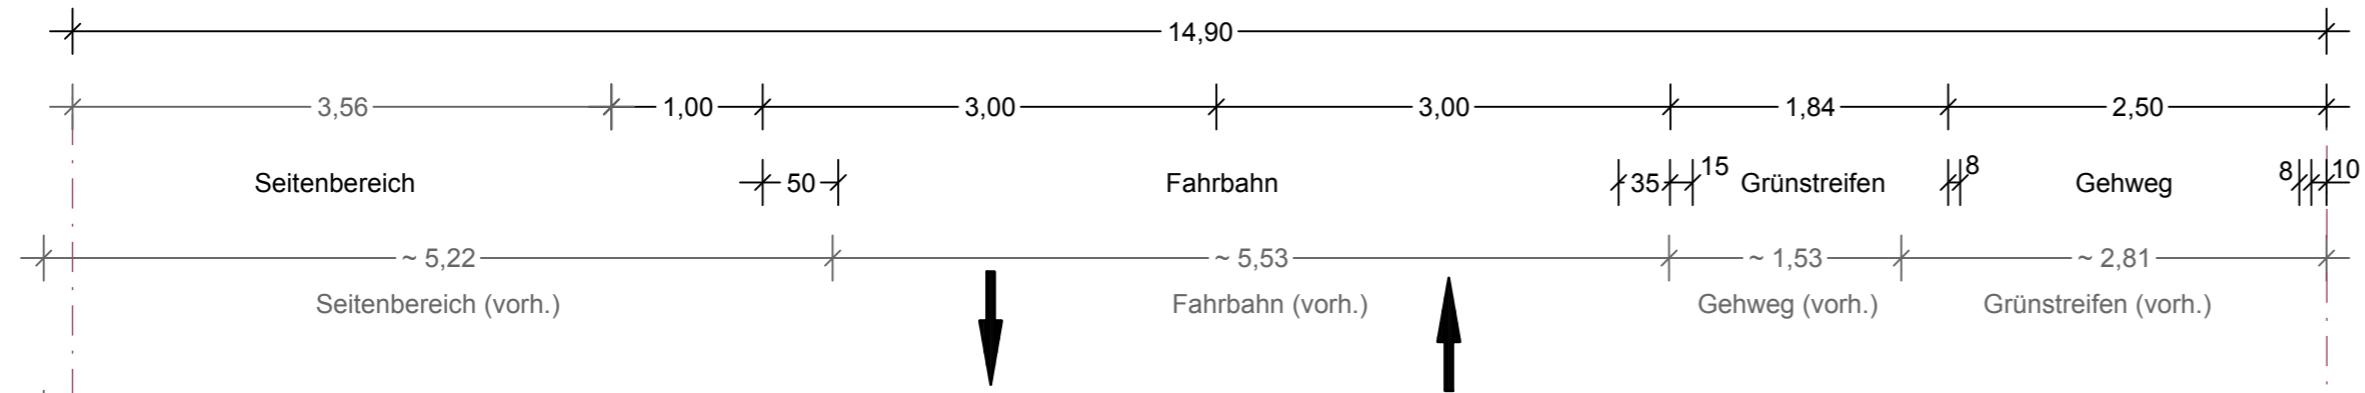 14,90
3,56 1,00 3,00 3,00 1,84 2,50
Seitenbereich 50 Fahrbahn 35 15 Grünstreifen 8 Gehweg 8 10
~ 5,22 ~ 5,53 ~ 1,53 ~ 2,81
Seitenbereich (vorh.) Fahrbahn (vorh.) Gehweg (vorh.) Grünstreifen (vorh.)